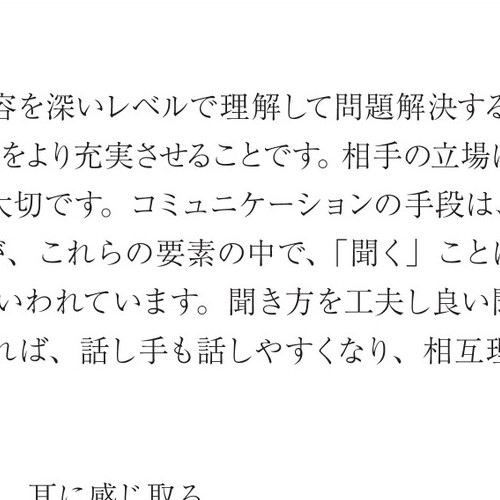 容を深いレベルで理解して問題解決する
をより充実させることです。相手の立場に
大切です。コミュニケーションの手段は、
が、これらの要素の中で、「聞く」ことは
いわれています。聞き方を工夫し良い
れば、話し手も話しやすくなり、相互理
耳に感じ取る